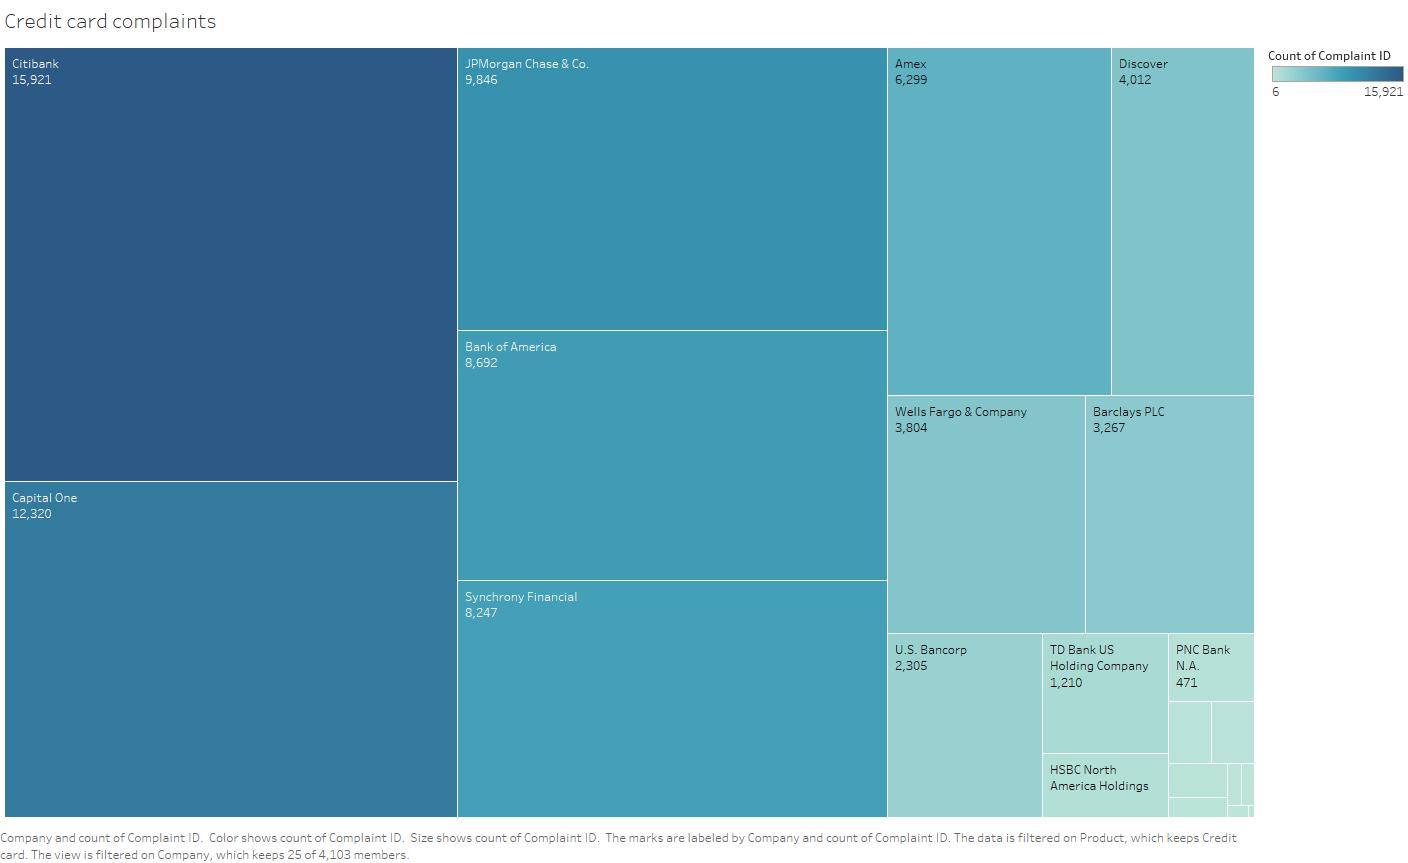 Credit card complaints
Citibank
15,921
Capital One
12,320
JPMorgan Chase & Co.
9,846
Bank of America
8,692
Synchrony Financial
8,247
Amex
6,299
Discover
4,012
Wells Fargo & Company
3,804
Barclays PLC
3,267
U.S. Bancorp
2,305
TD Bank US
Holding Company
1,210
HSBC North
America Holdings
PNC Bank
N.A.
471
Count of Complaint ID
6 15,921
Company and count of Complaint ID.  Color shows count of Complaint ID.  Size shows count of Complaint ID.  The marks are labeled by Company and count of Complaint ID. The data is filtered on Product, which keeps Credit
card. The view is filtered on Company, which keeps 25 of 4,103 members.